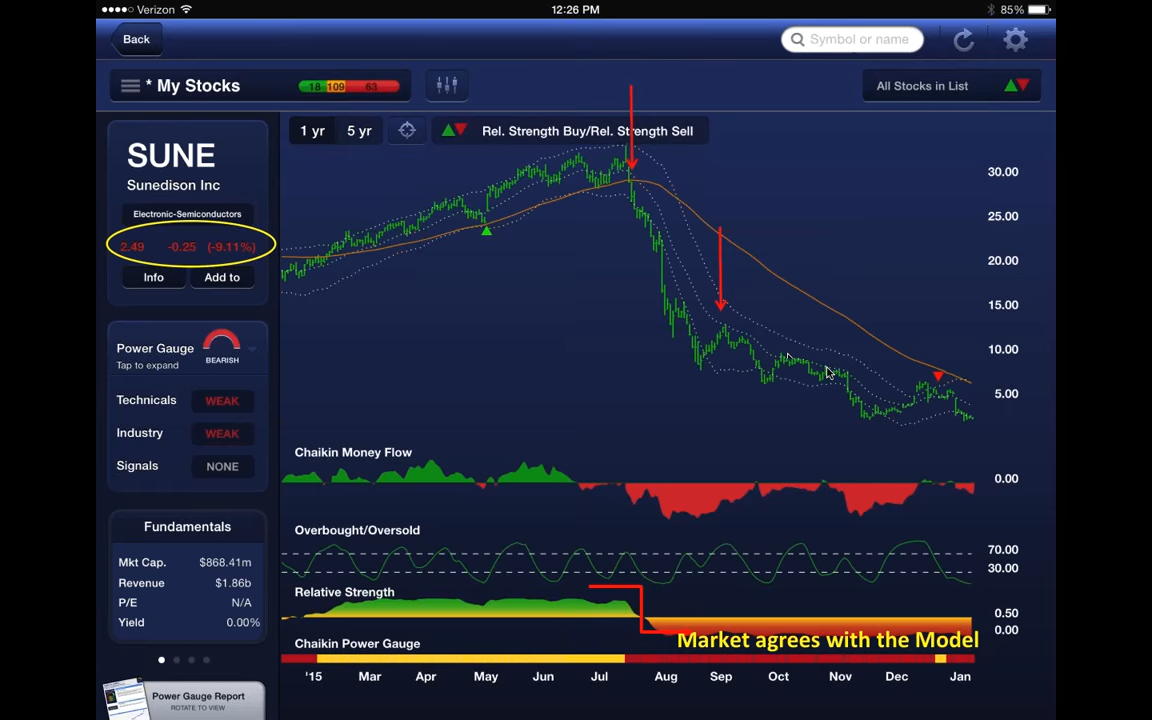 Verizon 12:26 PM 85%
Back Symbol or name
* My Stocks 18 109 63 All Stocks in List
1 yr 5 yr Rel. Strength Buy/Rel. Strength Sell
SUNE
Sunedison Inc
Electronic-Semiconductors
2.49 -0.25 (-9.11%)
Info Add to
Power Gauge BEARISH
Tap to expand
Technicals WEAK
Industry WEAK
Signals NONE
Fundamentals
Mkt Cap. $868.41m
Revenue $1.86b
P/E N/A
Yield 0.00%
Power Gauge Report
ROTATE TO VIEW
30.00
25.00
20.00
15.00
10.00
5.00
Chaikin Money Flow
0.00
Overbought/Oversold
70.00
30.00
Relative Strength
0.50
0.00
Market agrees with the Model
Chaikin Power Gauge
'15 Mar Apr May Jun Jul Aug Sep Oct Nov Dec Jan